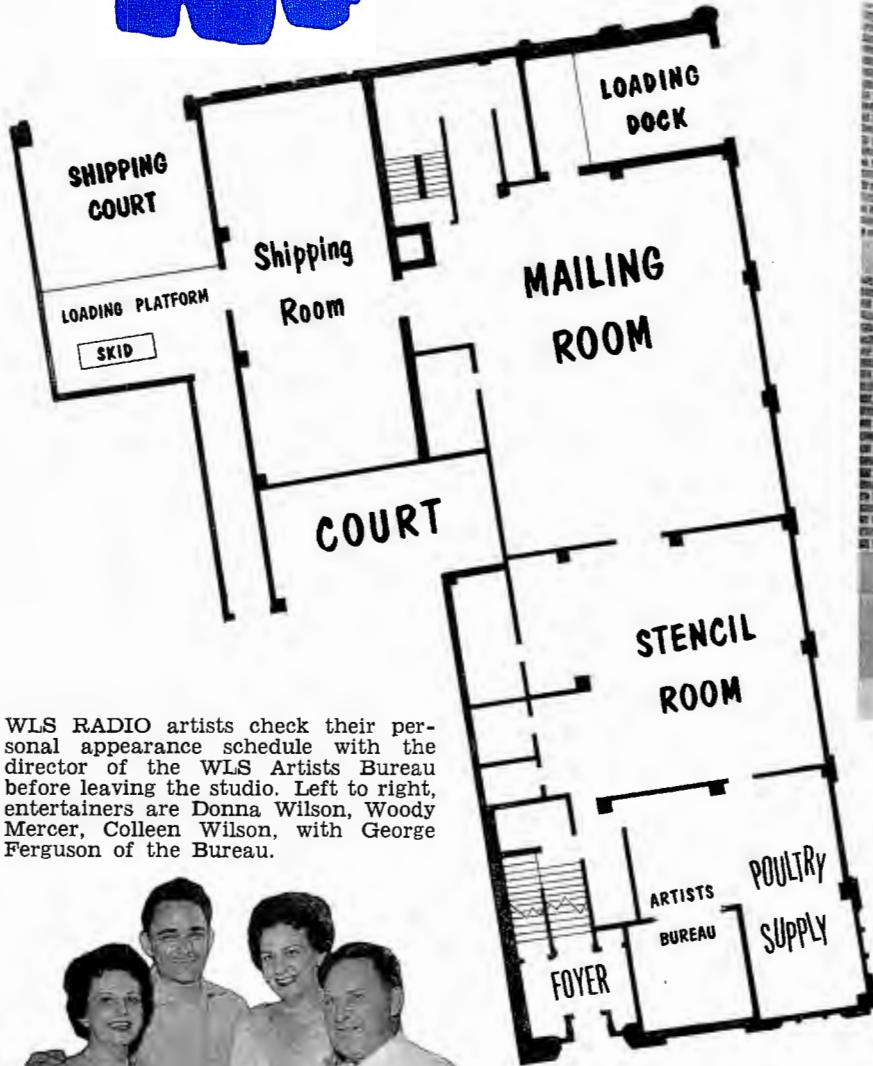 LOADING
DOCK
SHIPPING
COURT
Shipping
Room
MAILING
ROOM
LOADING PLATFORM
SKID
COURT
STENCIL
ROOM
WLS RADIO artists check their per-
sonal appearance schedule with the
director of the WLS Artists Bureau
before leaving the studio. Left to right,
entertainers are Donna Wilson, Woody
Mercer, Colleen Wilson, with George
Ferguson of the Bureau.
ARTISTS
BUREAU
POULTRY
SUPPLY
FOYER